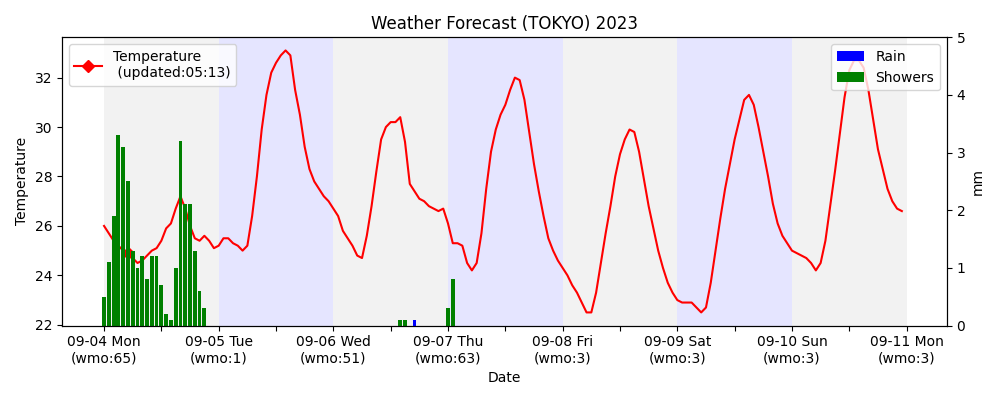 Weather Forecast (TOKYO) 2023
Temperature
(updated:05:13)
Rain
Showers
Temperature
32
30
28
26
24
22
5
4
3
2
1
0
mm
09-04 Mon
(wmo:65)
09-05 Tue
(wmo:1)
09-06 Wed
(wmo:51)
09-07 Thu
(wmo:63)
09-08 Fri
(wmo:3)
09-09 Sat
(wmo:3)
09-10 Sun
(wmo:3)
09-11 Mon
(wmo:3)
Date